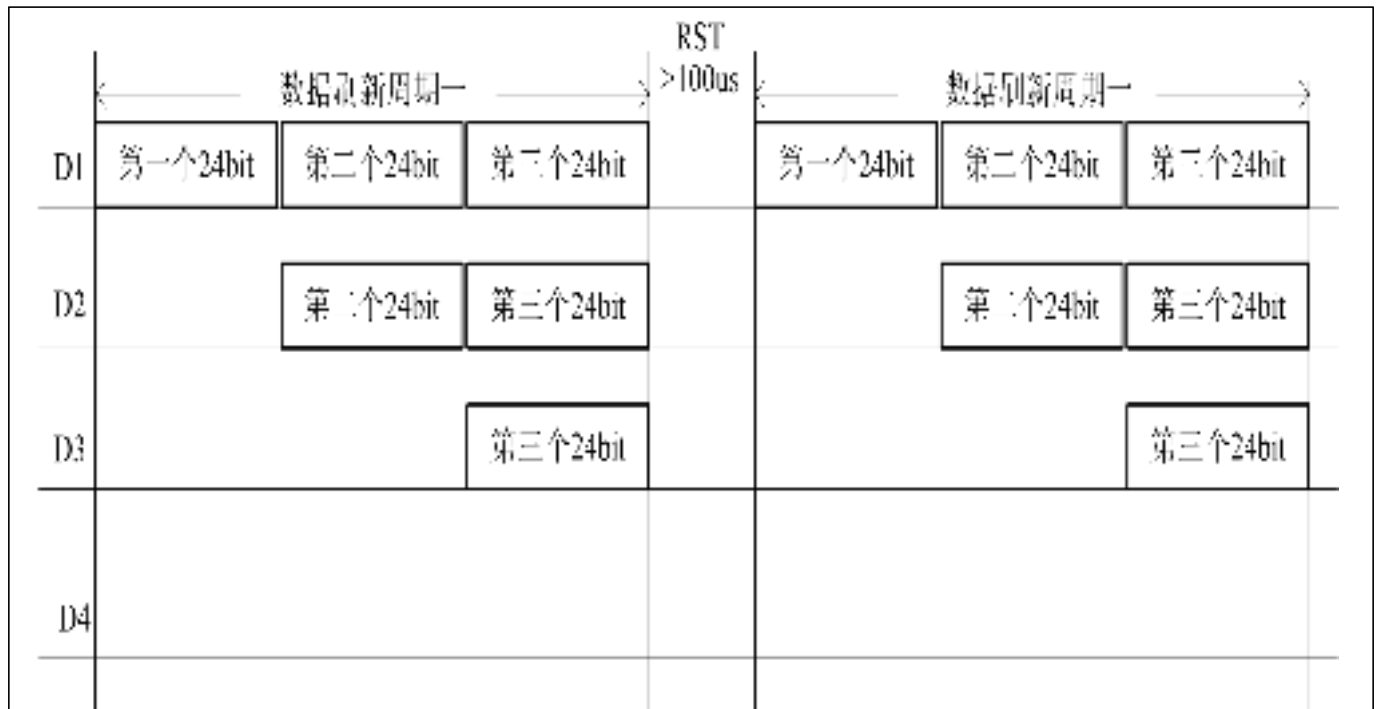 RST
>100us
数据刷新周期一
数据刷新周期一
D1 第一个24bit 第二个24bit 第三个24bit 第一个24bit 第二个24bit 第三个24bit
D2 第二个24bit 第三个24bit 第二个24bit 第三个24bit
D3 第三个24bit 第三个24bit
D4